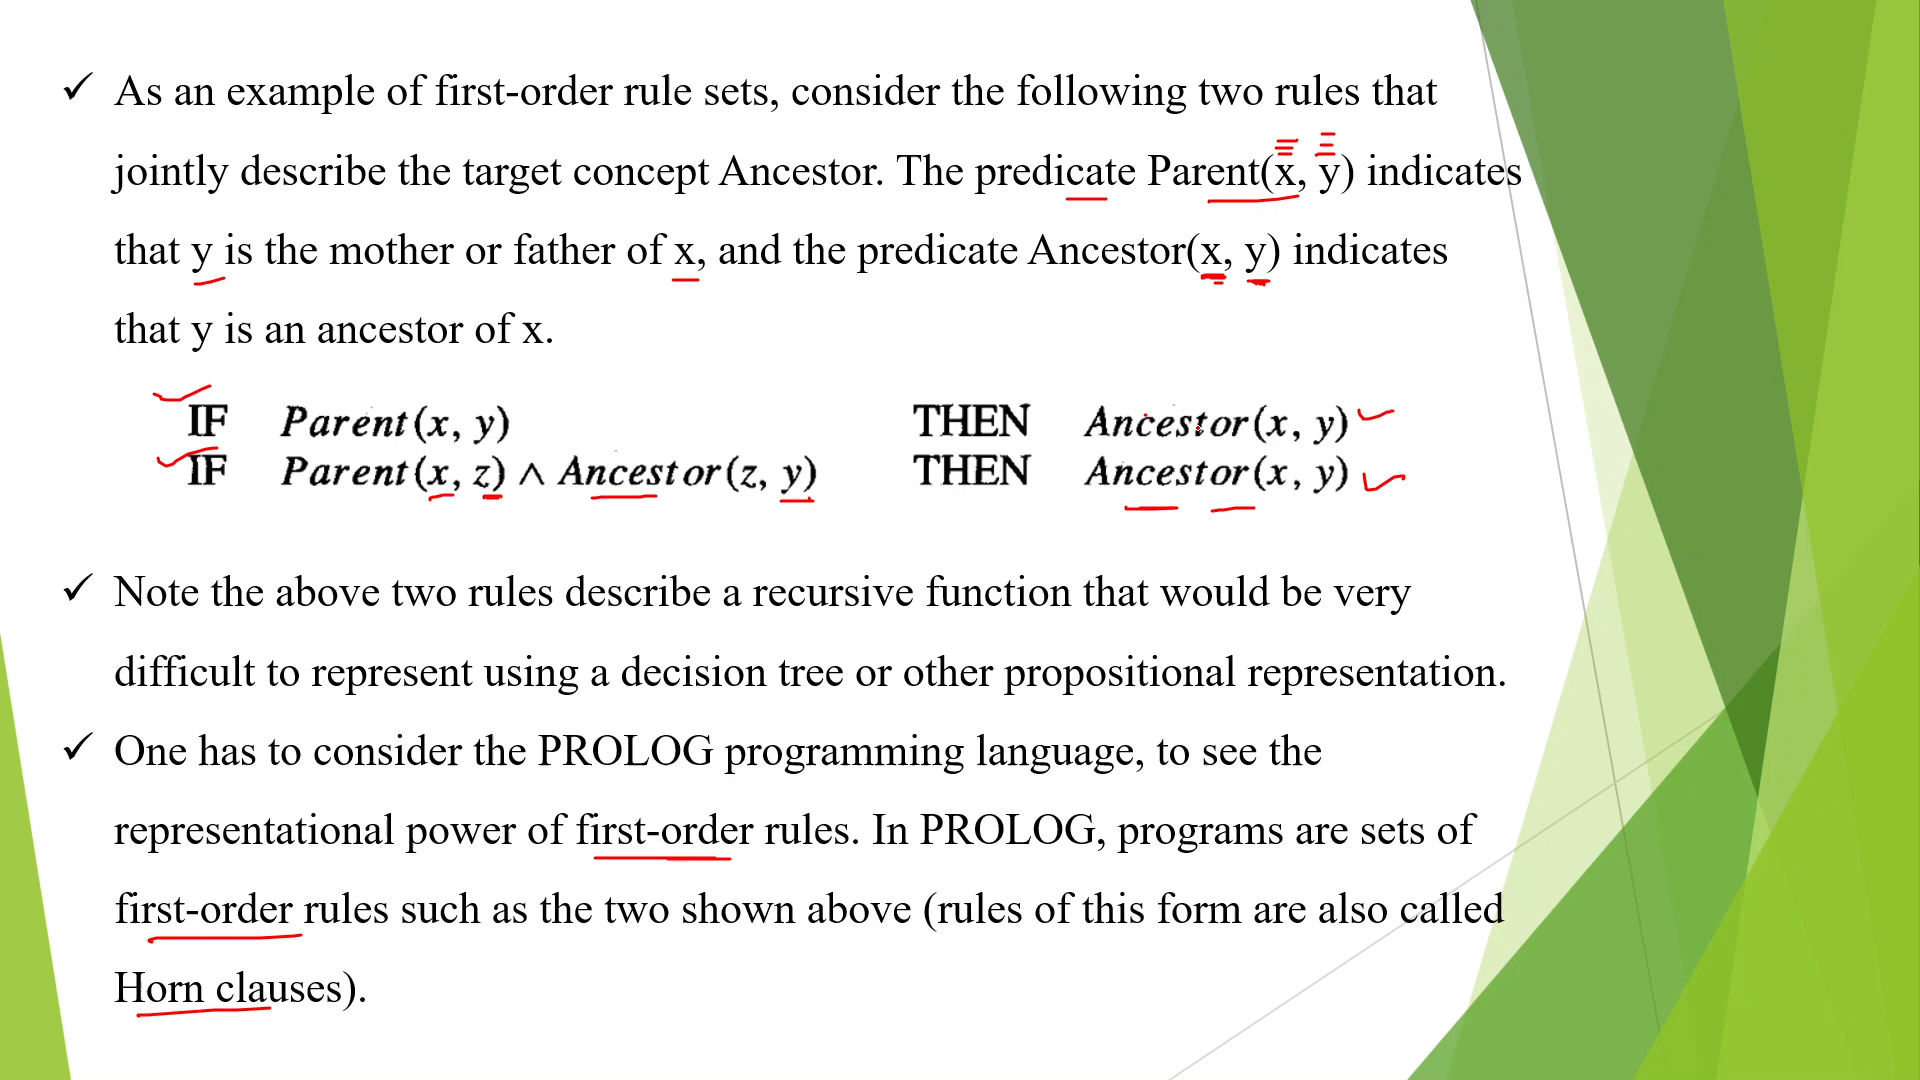 ✓ As an example of first-order rule sets, consider the following two rules that
jointly describe the target concept Ancestor. The predicate Parent(x, y) indicates
that y is the mother or father of x, and the predicate Ancestor(x, y) indicates
that y is an ancestor of x.
IF Parent(x, y) THEN Ancestor(x, y)
IF Parent(x, z) ∧ Ancestor(z, y) THEN Ancestor(x, y)
✓ Note the above two rules describe a recursive function that would be very
difficult to represent using a decision tree or other propositional representation.
✓ One has to consider the PROLOG programming language, to see the
representational power of first-order rules. In PROLOG, programs are sets of
first-order rules such as the two shown above (rules of this form are also called
Horn clauses).